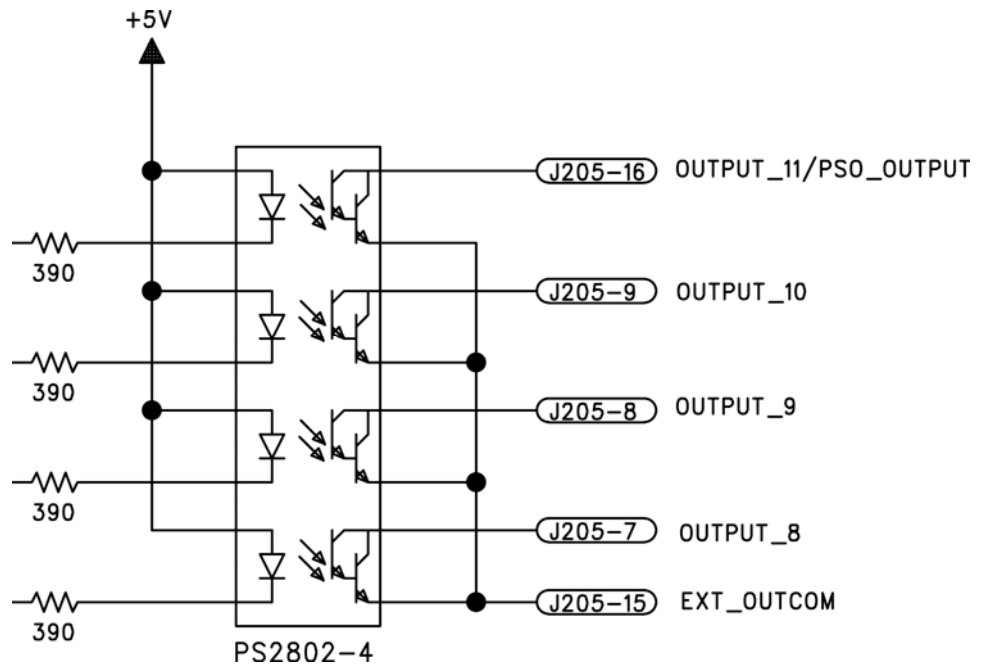 +5V
J205-16 OUTPUT_11/PSO_OUTPUT
390
J205-9 OUTPUT_10
390
J205-8 OUTPUT_9
390
J205-7 OUTPUT_8
J205-15 EXT_OUTCOM
390
PS2802-4